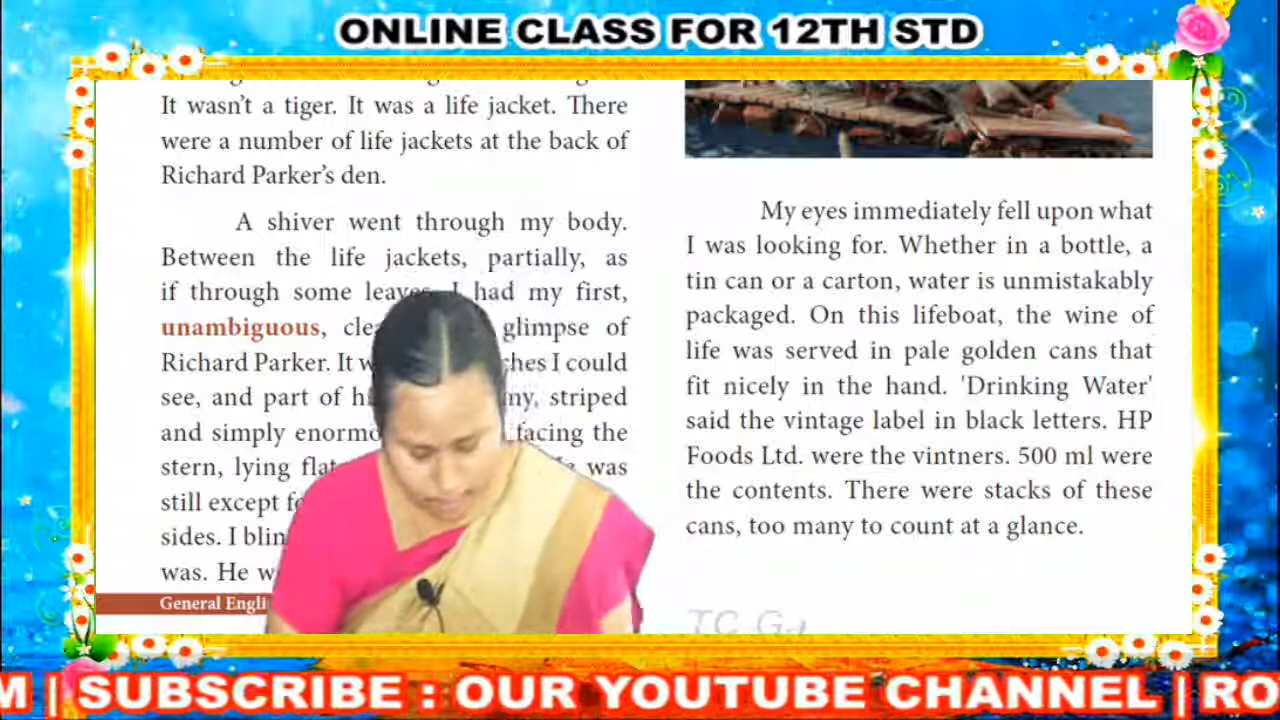 ONLINE CLASS FOR 12TH STD
It wasn't a tiger. It was a life jacket. There
were a number of life jackets at the back of
Richard Parker's den.
A shiver went through my body.
Between the life jackets, partially, as
if through some leaves, I had my first,
unambiguous, glimpse of
Richard Parker. It I could
see, and part of striped
and simply facing the
stern, lying was
still except
sides. I
was. He
General
My eyes immediately fell upon what
I was looking for. Whether in a bottle, a
tin can or a carton, water is unmistakably
packaged. On this lifeboat, the wine of
life was served in pale golden cans that
fit nicely in the hand. 'Drinking Water'
said the vintage label in black letters. HP
Foods Ltd. were the vintners. 500 ml were
the contents. There were stacks of these
cans, too many to count at a glance.
M | SUBSCRIBE : OUR YOUTUBE CHANNEL | RO